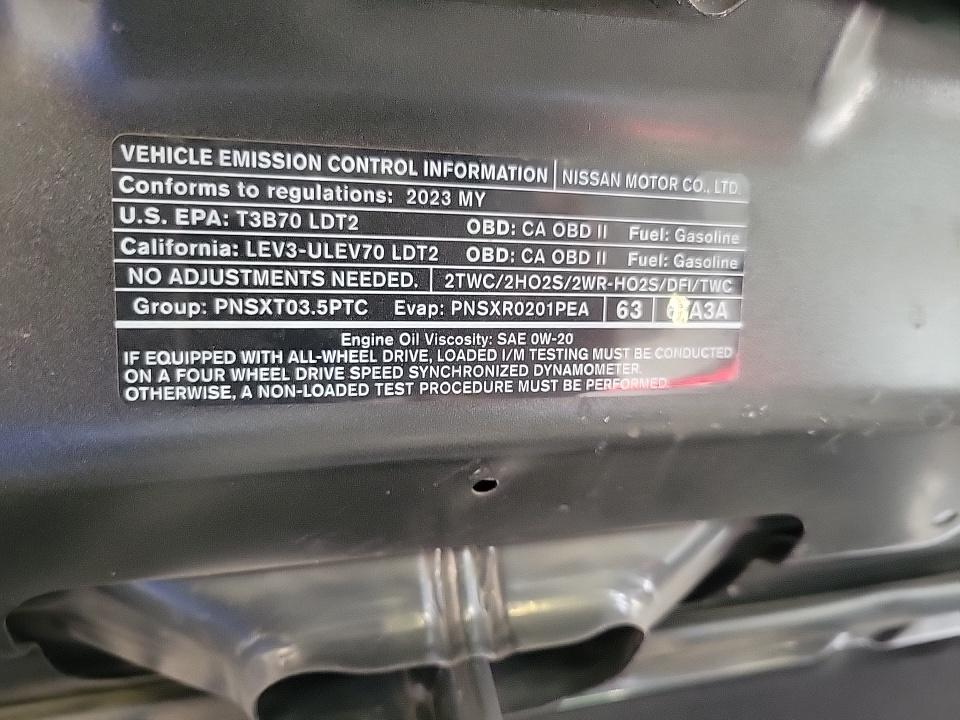 VEHICLE EMISSION CONTROL INFORMATION NISSAN MOTOR CO., LTD.
Conforms to regulations: 2023 MY
U.S. EPA: T3B70 LDT2 OBD: CA OBD II Fuel: Gasoline
California: LEV3-ULEV70 LDT2 OBD: CA OBD II Fuel: Gasoline
NO ADJUSTMENTS NEEDED. 2TWC/2HO2S/2WR-HO2S/DFI/TWC
Group: PNSXT03.5PTC Evap: PNSXR0201PEA 63
Engine Oil Viscosity: SAE 0W-20
IF EQUIPPED WITH ALL-WHEEL DRIVE, LOADED I/M TESTING MUST BE CONDUCTED
ON A FOUR WHEEL DRIVE SPEED SYNCHRONIZED DYNAMOMETER.
OTHERWISE, A NON-LOADED TEST PROCEDURE MUST BE PERFORMED.